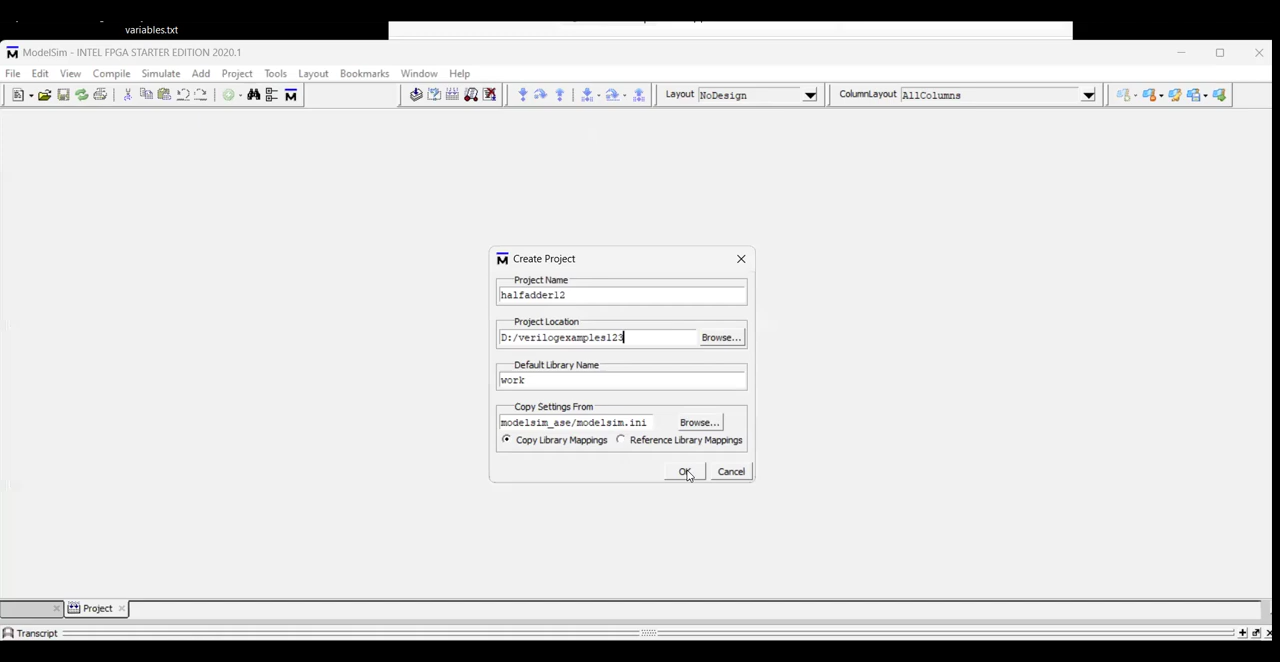 variables.txt
ModelSim - INTEL FPGA STARTER EDITION 2020.1
File Edit View Compile Simulate Add Project Tools Layout Bookmarks Window Help
Layout NoDesign ColumnLayout AllColumns
Create Project
Project Name
halfadder12
Project Location
D:/verilogexamples123 Browse...
Default Library Name
work
Copy Settings From
modelsim_ase/modelsim.ini Browse...
Copy Library Mappings Reference Library Mappings
OK Cancel
Project
Transcript